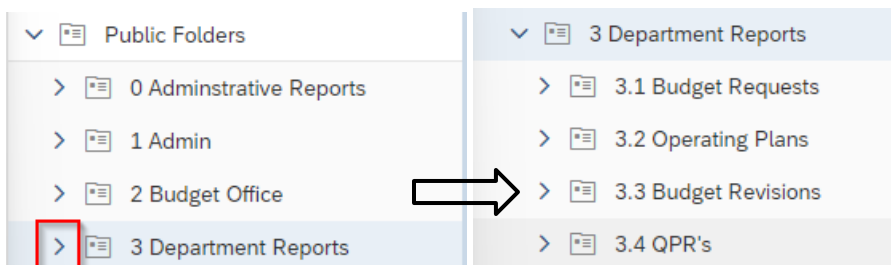 Public Folders
0 Adminstrative Reports
1 Admin
2 Budget Office
3 Department Reports
3 Department Reports
3.1 Budget Requests
3.2 Operating Plans
3.3 Budget Revisions
3.4 QPR's